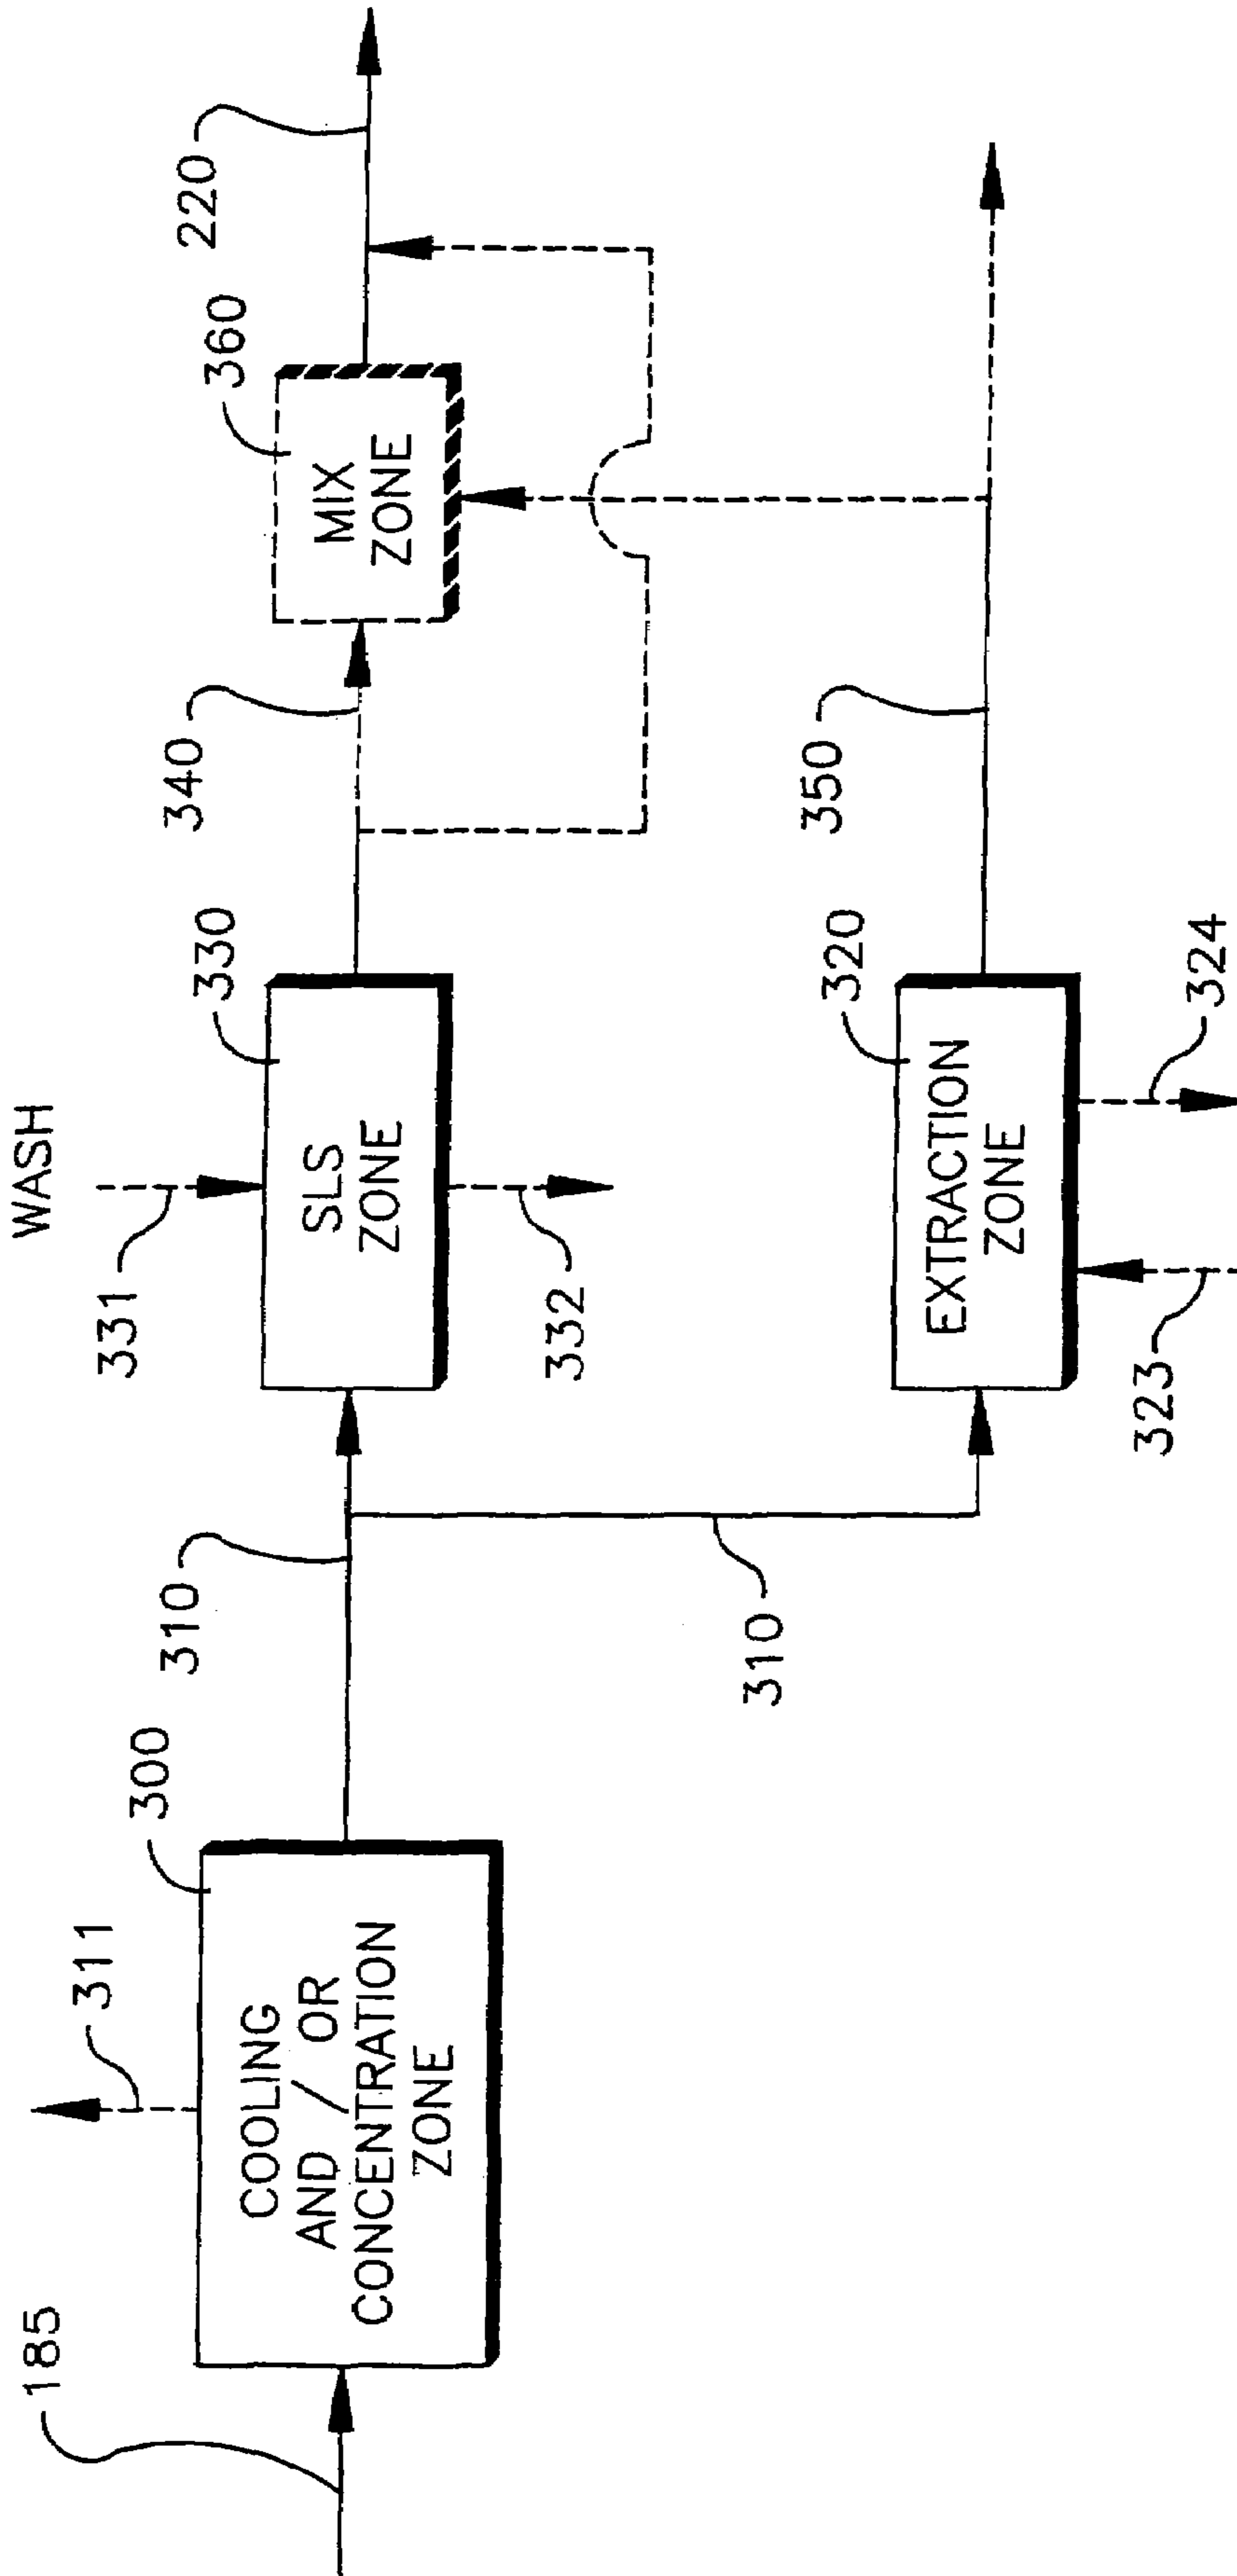 185
311
300
COOLING
AND / OR
CONCENTRATION
ZONE
310
310
WASH
331
330
SLS
ZONE
332
340
360
MIX
ZONE
220
320
EXTRACTION
ZONE
323
324
350